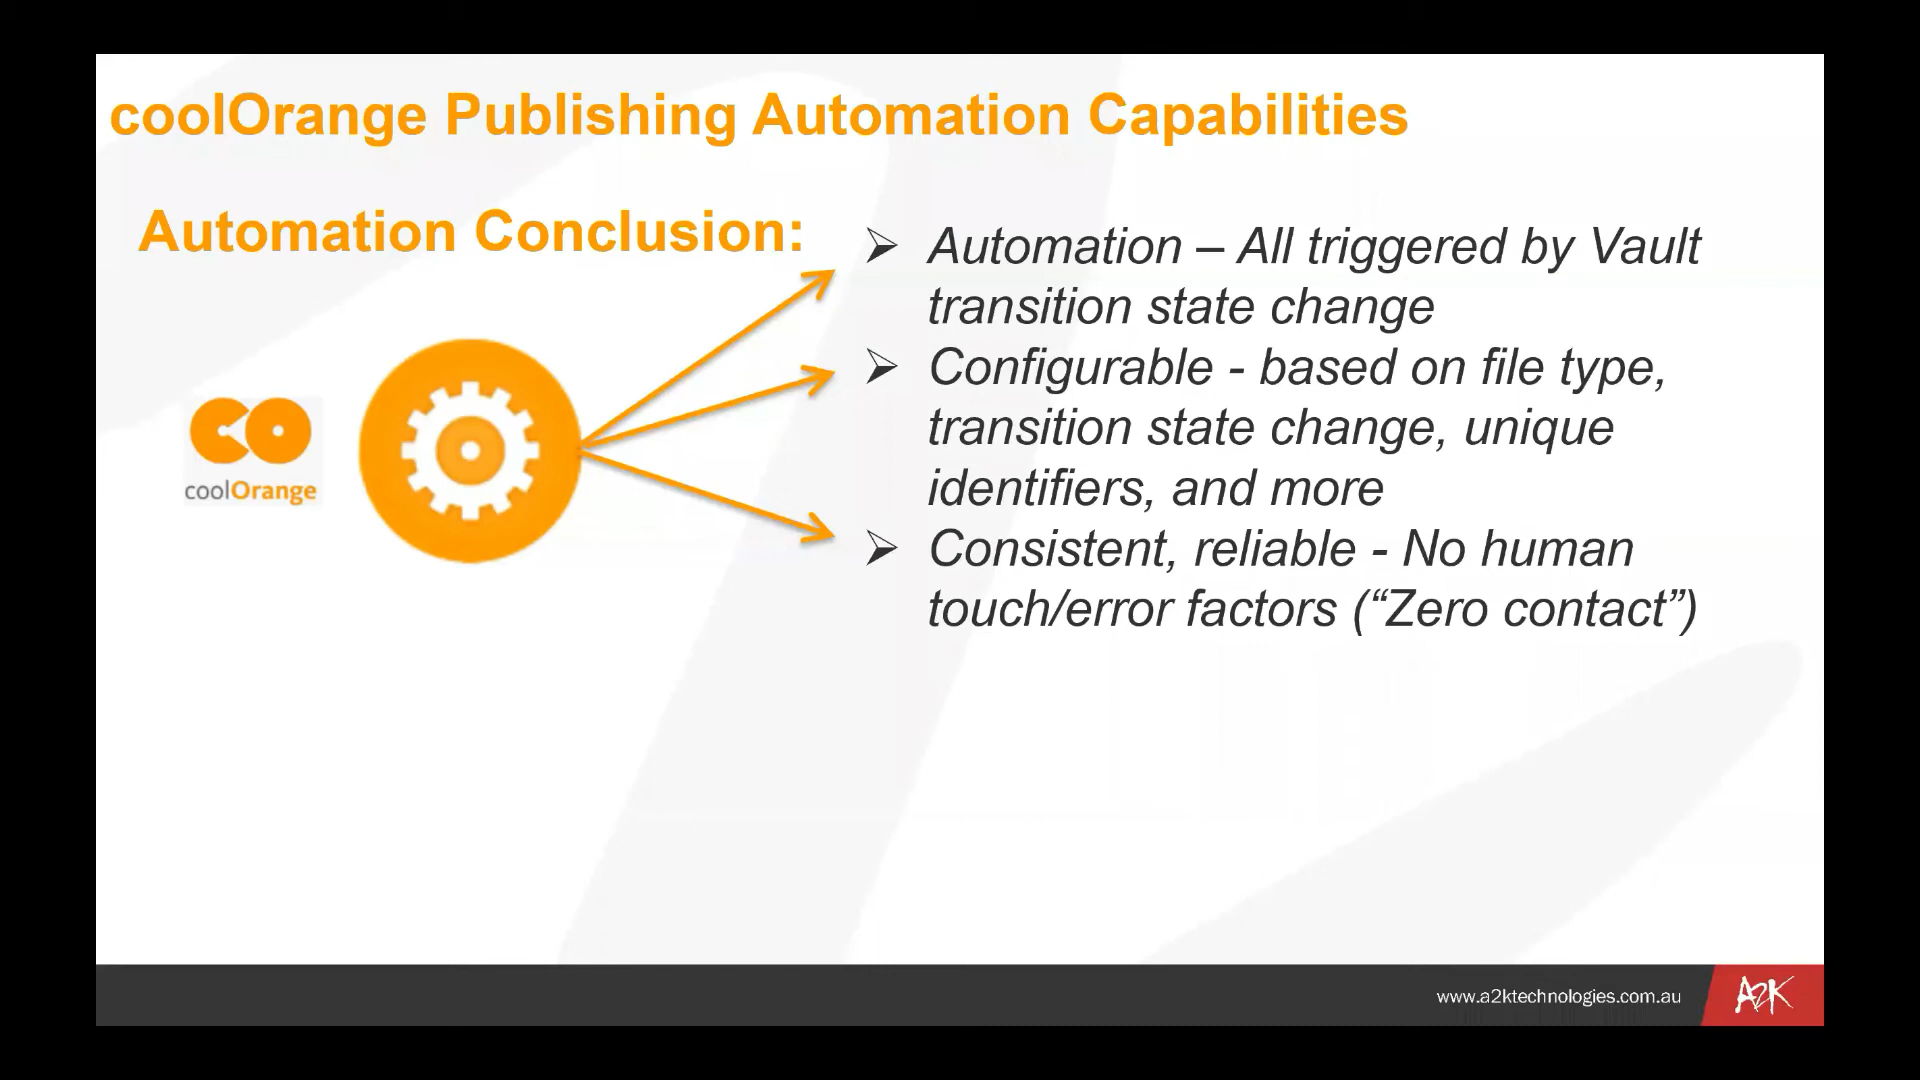 coolOrange Publishing Automation Capabilities
Automation Conclusion:
➢ Automation – All triggered by Vault
transition state change
➢ Configurable - based on file type,
transition state change, unique
identifiers, and more
➢ Consistent, reliable - No human
touch/error factors (“Zero contact”)
CO
coolOrange
www.a2ktechnologies.com.au
A2K